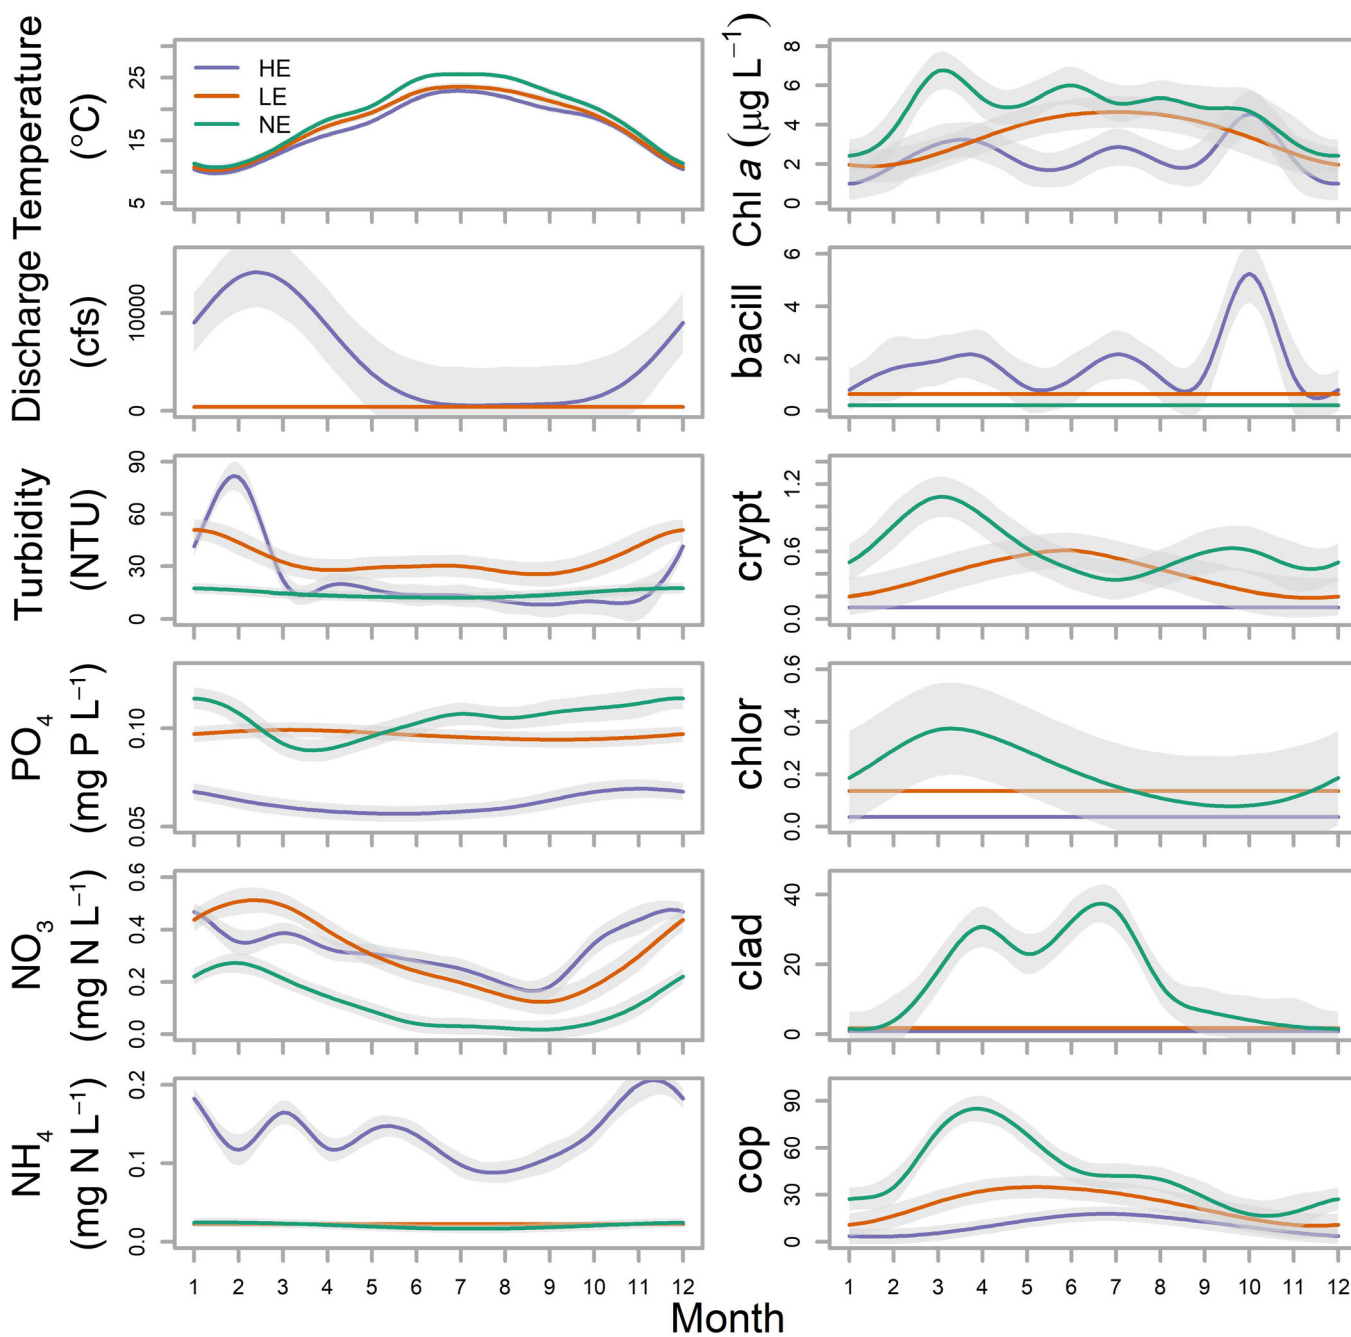 Temperature
(°C)
5 15 25
HE
LE
NE
Discharge
(cfs)
0 10000
Turbidity
(NTU)
0 30 60 90
PO4
(mg P L−1)
0.05 0.10
NO3
(mg N L−1)
0.0 0.2 0.4 0.6
NH4
(mg N L−1)
0.0 0.1 0.2
1 2 3 4 5 6 7 8 9 10 11 12
Chl a (μg L−1)
0 2 4 6 8
bacill
0 2 4 6
crypt
0.0 0.6 1.2
chlor
0.0 0.2 0.4 0.6
clad
0 20 40
cop
0 30 60 90
1 2 3 4 5 6 7 8 9 10 11 12
Month